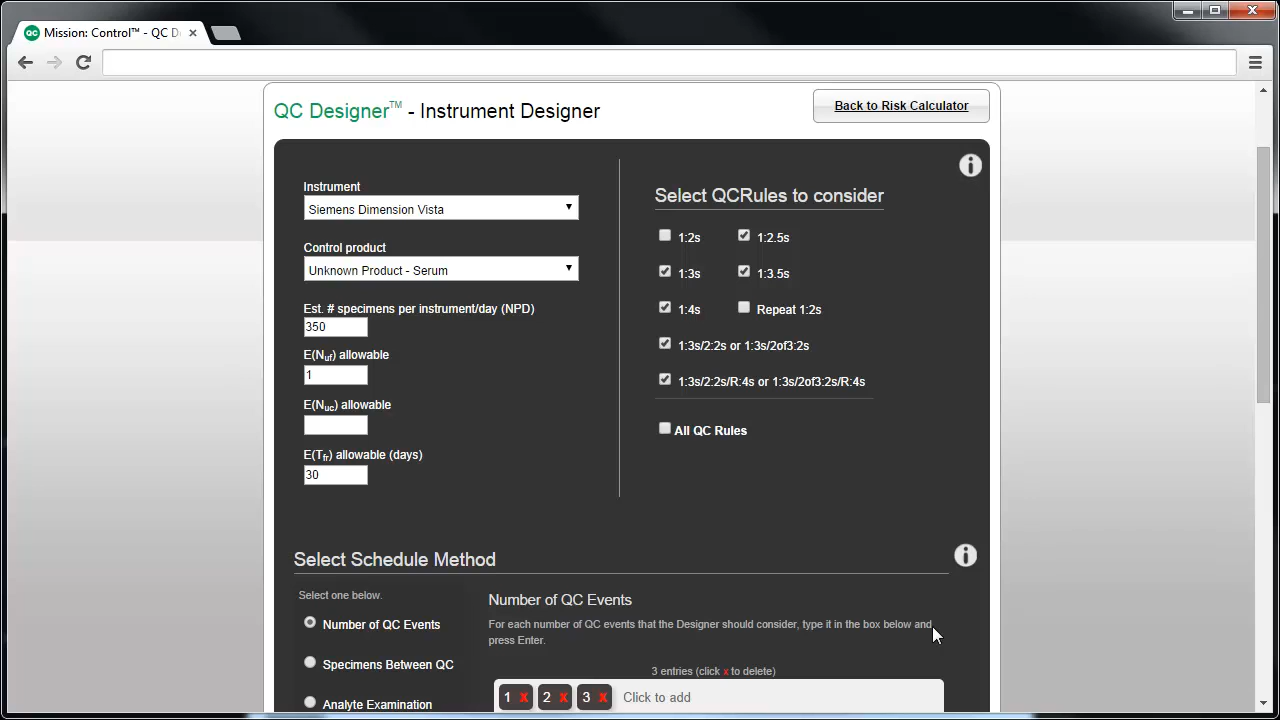 QC Mission: Control™ - QC D
QC Designer™ - Instrument Designer
Back to Risk Calculator
Instrument
Siemens Dimension Vista
Control product
Unknown Product - Serum
Est. # specimens per instrument/day (NPD)
350
E(Nuf) allowable
1
E(Nuc) allowable
E(Tfr) allowable (days)
30
Select QCRules to consider
1:2s 1:2.5s
1:3s 1:3.5s
1:4s Repeat 1:2s
1:3s/2:2s or 1:3s/2of3:2s
1:3s/2:2s/R:4s or 1:3s/2of3:2s/R:4s
All QC Rules
Select Schedule Method
Select one below.
Number of QC Events
Specimens Between QC
Analyte Examination
Number of QC Events
For each number of QC events that the Designer should consider, type it in the box below and
press Enter.
3 entries (click x to delete)
1 x 2 x 3 x Click to add